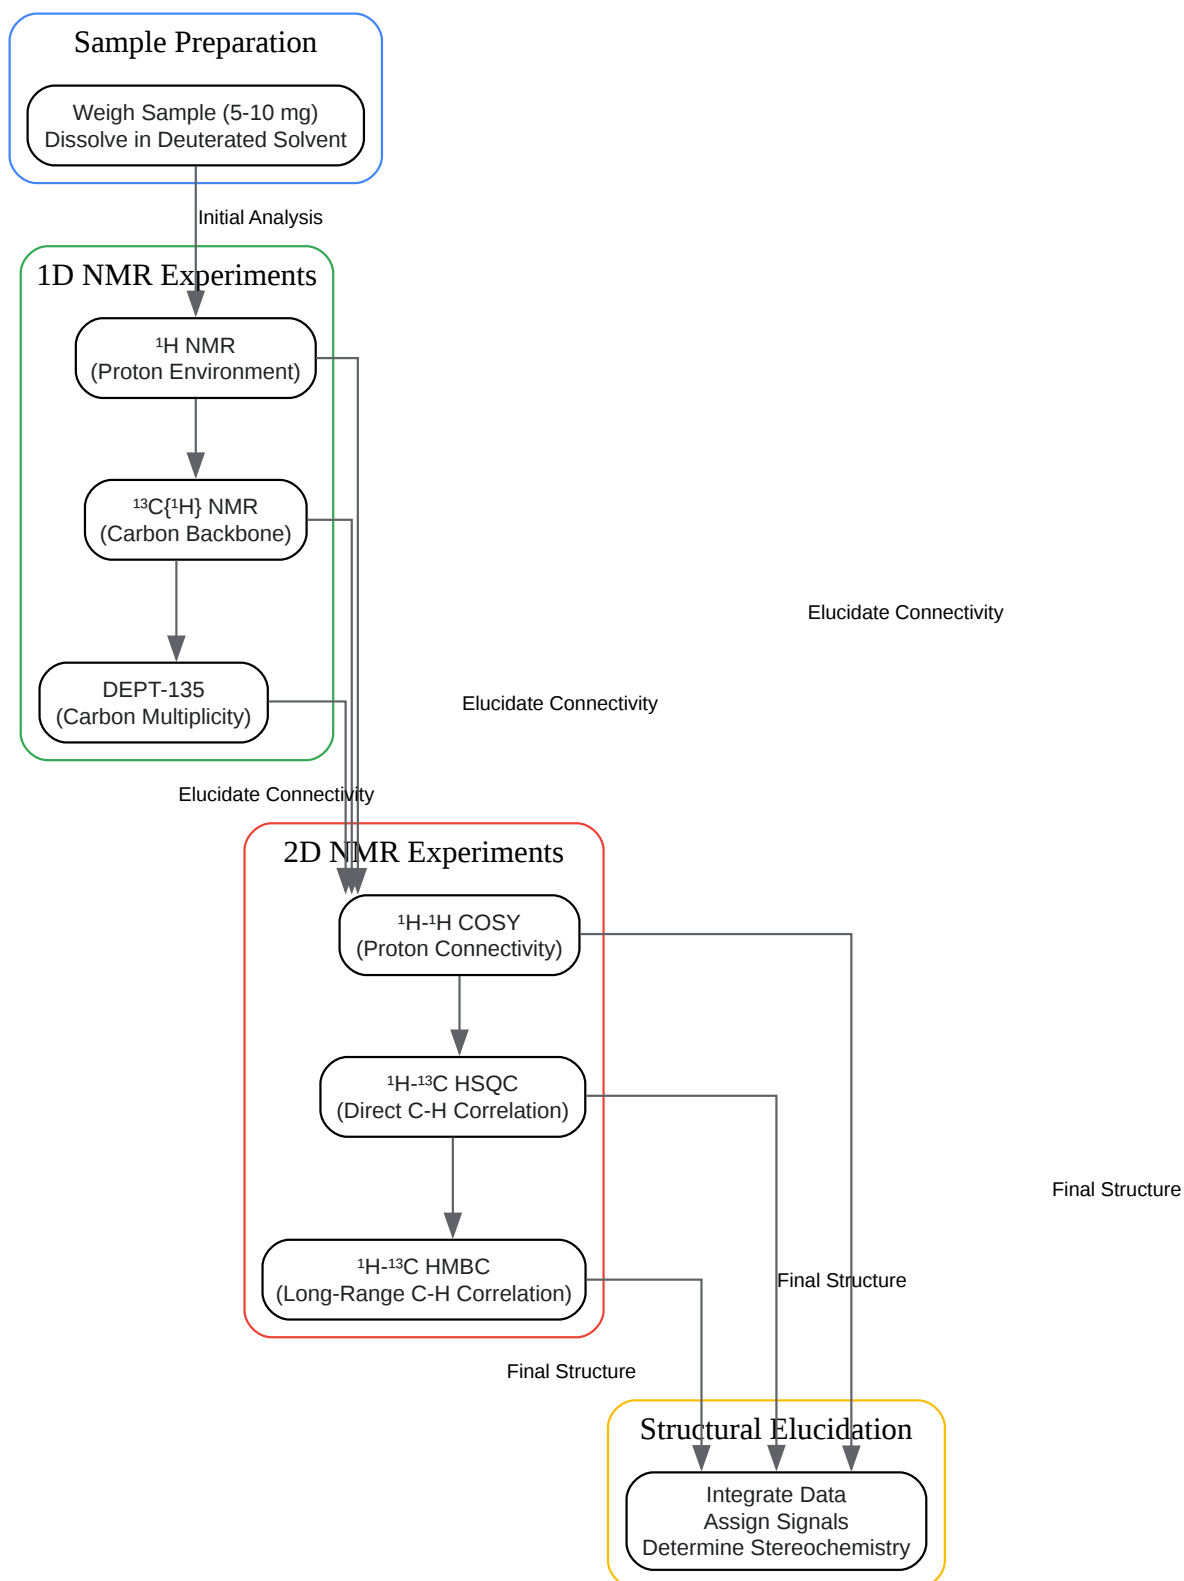 Sample Preparation
Weigh Sample (5-10 mg)
Dissolve in Deuterated Solvent
Initial Analysis
1D NMR Experiments
¹H NMR
(Proton Environment)
¹³C{¹H} NMR
(Carbon Backbone)
Elucidate Connectivity
DEPT-135
(Carbon Multiplicity)
Elucidate Connectivity
Elucidate Connectivity
2D NMR Experiments
¹H-¹H COSY
(Proton Connectivity)
¹H-¹³C HSQC
(Direct C-H Correlation)
Final Structure
¹H-¹³C HMBC
(Long-Range C-H Correlation)
Final Structure
Final Structure
Structural Elucidation
Integrate Data
Assign Signals
Determine Stereochemistry